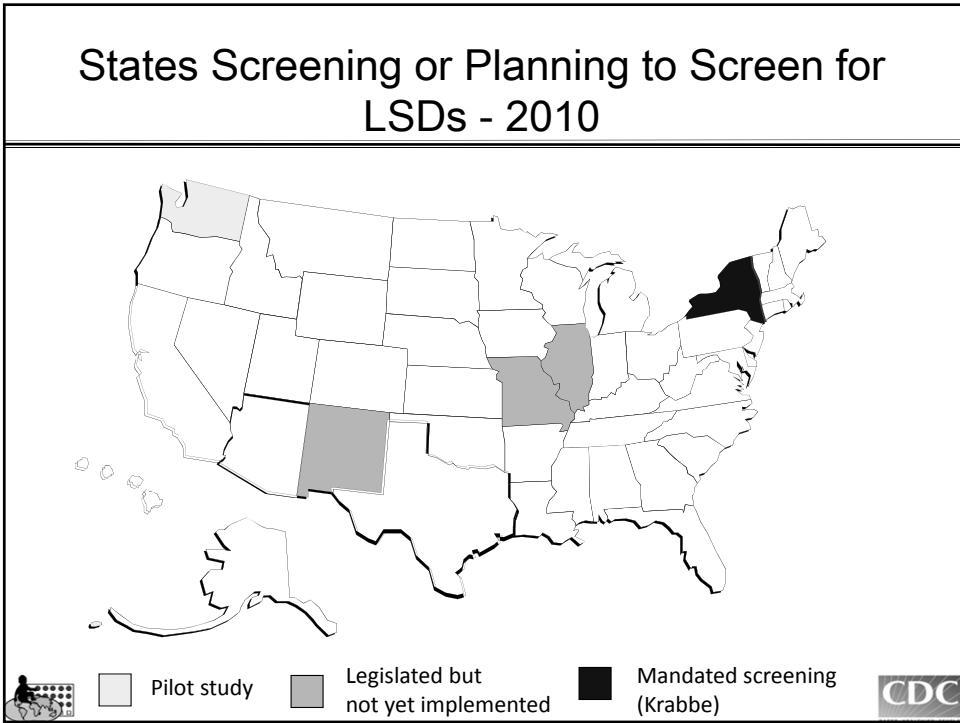 States Screening or Planning to Screen for
LSDs - 2010
Pilot study
Legislated but
not yet implemented
Mandated screening
(Krabbe)
CDC